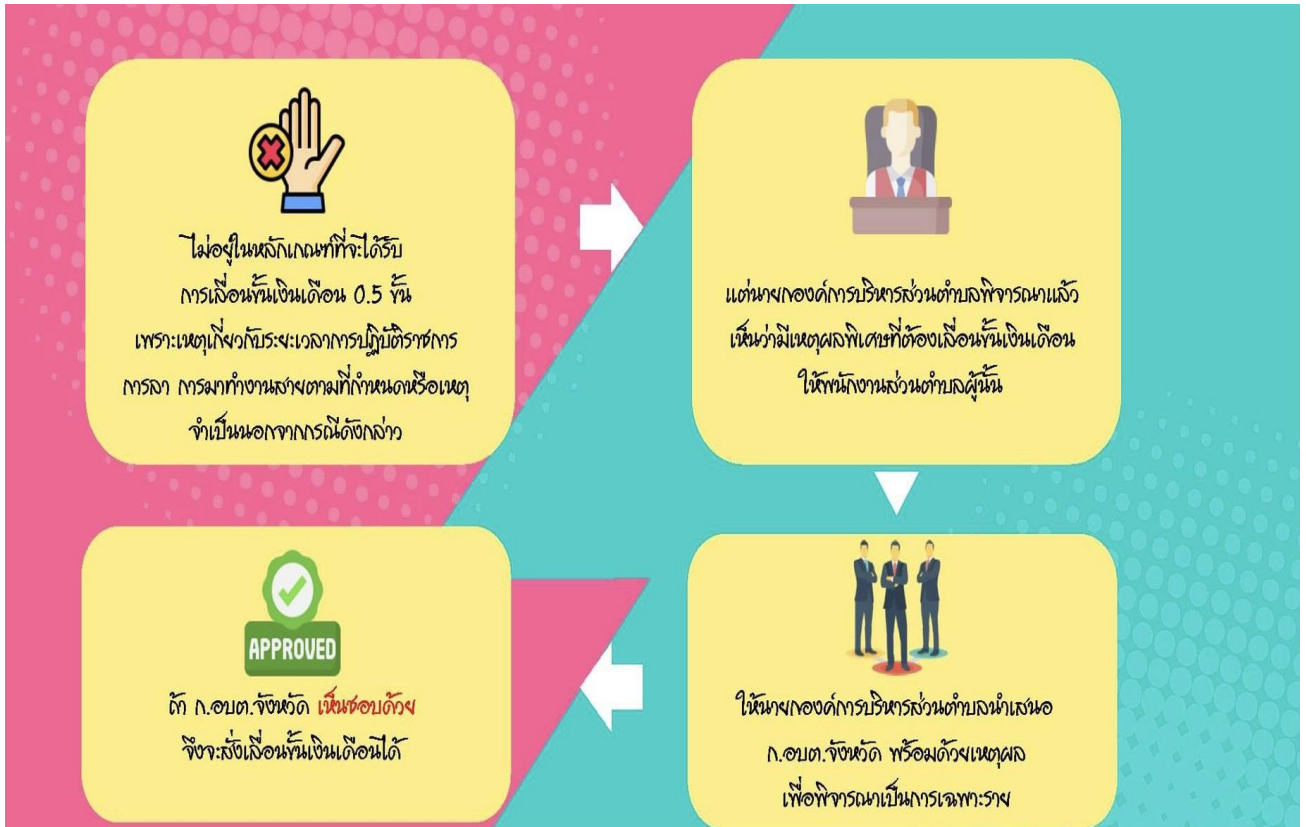 ไม่อยู่ในหลักเกณฑ์ที่จะได้รับ
การเลื่อนขั้นเงินเดือน 0.5 ขั้น
เพราะเหตุเกี่ยวกับระยะเวลาการปฏิบัติราชการ
การลา การมาทำงานสายตามที่กำหนดหรือเหตุ
จำเป็นนอกจากกรณีดังกล่าว
แต่นายกองค์การบริหารส่วนตำบลพิจารณาแล้ว
เห็นว่ามีเหตุผลพิเศษที่ต้องเลื่อนขั้นเงินเดือน
ให้พนักงานส่วนตำบลผู้นั้น
ให้นายกองค์การบริหารส่วนตำบลนำเสนอ
ก.อบต.จังหวัด พร้อมด้วยเหตุผล
เพื่อพิจารณาเป็นการเฉพาะราย
APPROVED
ถ้า ก.อบต.จังหวัด เห็นชอบด้วย
จึงจะสั่งเลื่อนขั้นเงินเดือนได้